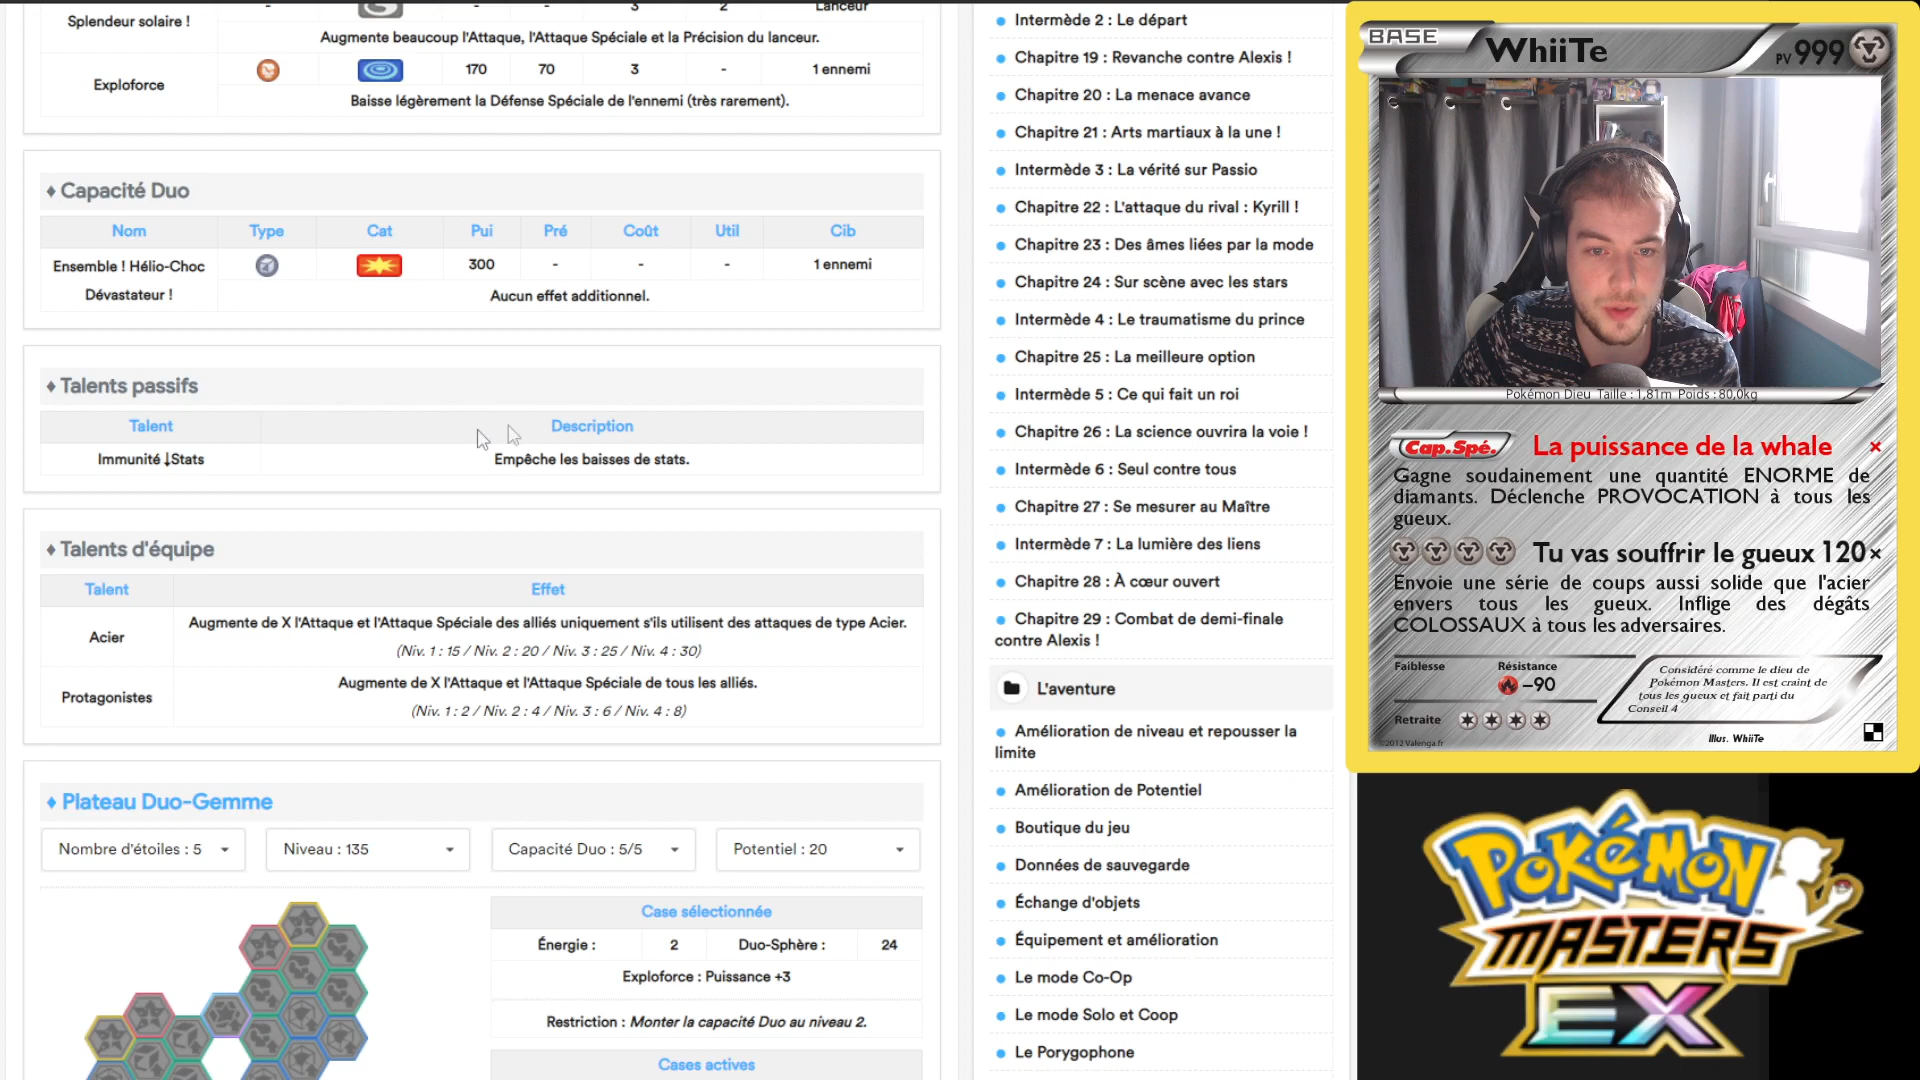 Splendeur solaire !
-
-
-
3
2
Lanceur
Augmente beaucoup l'Attaque, l'Attaque Spéciale et la Précision du lanceur.
Exploforce
170
70
3
-
1 ennemi
Baisse légèrement la Défense Spéciale de l'ennemi (très rarement).
♦ Capacité Duo
Nom
Type
Cat
Pui
Pré
Coût
Util
Cib
Ensemble ! Hélio-Choc
Dévastateur !
300
-
-
-
1 ennemi
Aucun effet additionnel.
♦ Talents passifs
Talent
Description
Immunité ↓Stats
Empêche les baisses de stats.
♦ Talents d'équipe
Talent
Effet
Acier
Augmente de X l'Attaque et l'Attaque Spéciale des alliés uniquement s'ils utilisent des attaques de type Acier.
(Niv. 1 : 15 / Niv. 2 : 20 / Niv. 3 : 25 / Niv. 4 : 30)
Protagonistes
Augmente de X l'Attaque et l'Attaque Spéciale de tous les alliés.
(Niv. 1 : 2 / Niv. 2 : 4 / Niv. 3 : 6 / Niv. 4 : 8)
♦ Plateau Duo-Gemme
Nombre d'étoiles : 5
Niveau : 135
Capacité Duo : 5/5
Potentiel : 20
Case sélectionnée
Énergie :
2
Duo-Sphère :
24
Exploforce : Puissance +3
Restriction : Monter la capacité Duo au niveau 2.
Cases actives
Intermède 2 : Le départ
Chapitre 19 : Revanche contre Alexis !
Chapitre 20 : La menace avance
Chapitre 21 : Arts martiaux à la une !
Intermède 3 : La vérité sur Passio
Chapitre 22 : L'attaque du rival : Kyrill !
Chapitre 23 : Des âmes liées par la mode
Chapitre 24 : Sur scène avec les stars
Intermède 4 : Le traumatisme du prince
Chapitre 25 : La meilleure option
Intermède 5 : Ce qui fait un roi
Chapitre 26 : La science ouvrira la voie !
Intermède 6 : Seul contre tous
Chapitre 27 : Se mesurer au Maître
Intermède 7 : La lumière des liens
Chapitre 28 : À cœur ouvert
Chapitre 29 : Combat de demi-finale
contre Alexis !
L'aventure
Amélioration de niveau et repousser la
limite
Amélioration de Potentiel
Boutique du jeu
Données de sauvegarde
Échange d'objets
Équipement et amélioration
Le mode Co-Op
Le mode Solo et Coop
Le Porygophone
BASE
WhiiTe
PV 999
Pokémon Dieu Taille : 1,81m Poids : 80,0kg
Cap.Spé.
La puissance de la whale
×
Gagne soudainement une quantité ENORME de
diamants. Déclenche PROVOCATION à tous les
gueux.
Tu vas souffrir le gueux 120×
Envoie une série de coups aussi solide que l'acier
envers tous les gueux. Inflige des dégâts
COLOSSAUX à tous les adversaires.
Faiblesse
Résistance
-90
Retraite
Considéré comme le dieu de
Pokémon Masters. Il est craint de
tous les gueux et fait parti du
Conseil 4
Illus. WhiiTe
©2012 Valenga.fr
POKéMON
MASTERS
EX